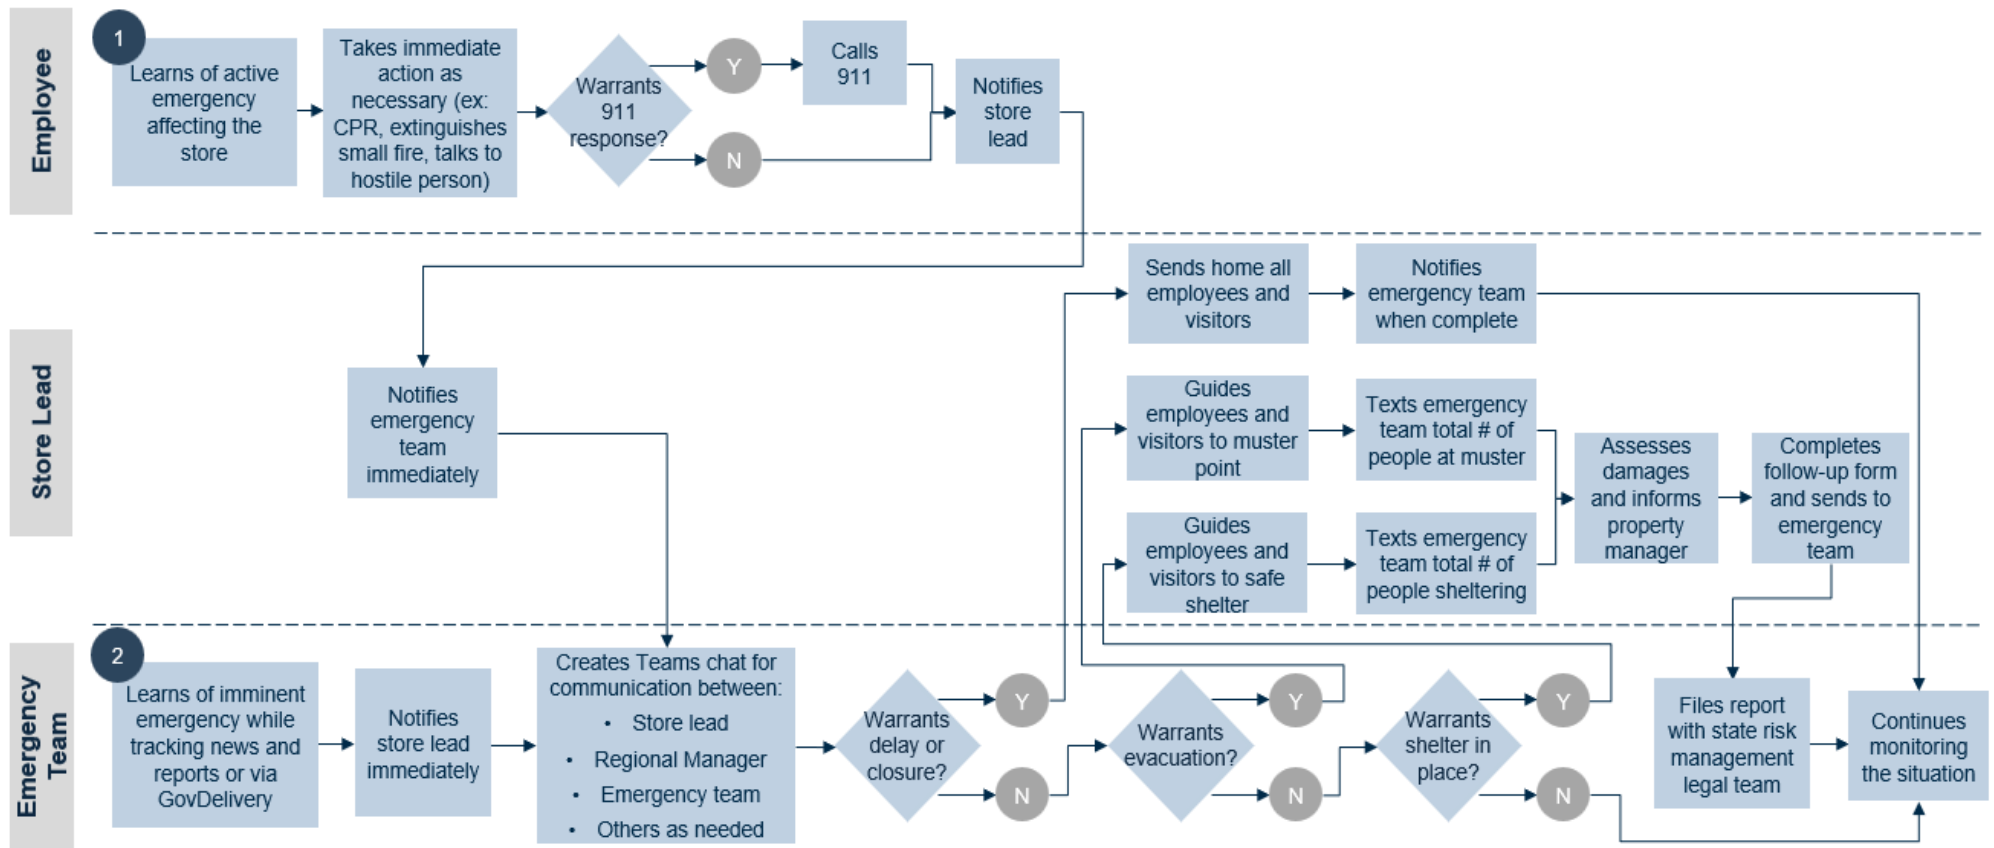 Employee
1
Learns of active
emergency
affecting the
store
Takes immediate
action as
necessary (ex:
CPR, extinguishes
small fire, talks to
hostile person)
Warrants
911
response?
Y
N
Calls
911
Notifies
store
lead
Store Lead
Notifies
emergency
team
immediately
Sends home all
employees and
visitors
Notifies
emergency team
when complete
Guides
employees and
visitors to muster
point
Texts emergency
team total # of
people at muster
Guides
employees and
visitors to safe
shelter
Texts emergency
team total # of
people sheltering
Assesses
damages
and informs
property
manager
Completes
follow-up form
and sends to
emergency
team
Emergency
Team
2
Learns of imminent
emergency while
tracking news and
reports or via
GovDelivery
Notifies
store lead
immediately
Creates Teams chat for
communication between:
• Store lead
• Regional Manager
• Emergency team
• Others as needed
Warrants
delay or
closure?
Y
N
Warrants
evacuation?
Y
N
Warrants
shelter in
place?
Y
N
Files report
with state risk
management
legal team
Continues
monitoring
the situation